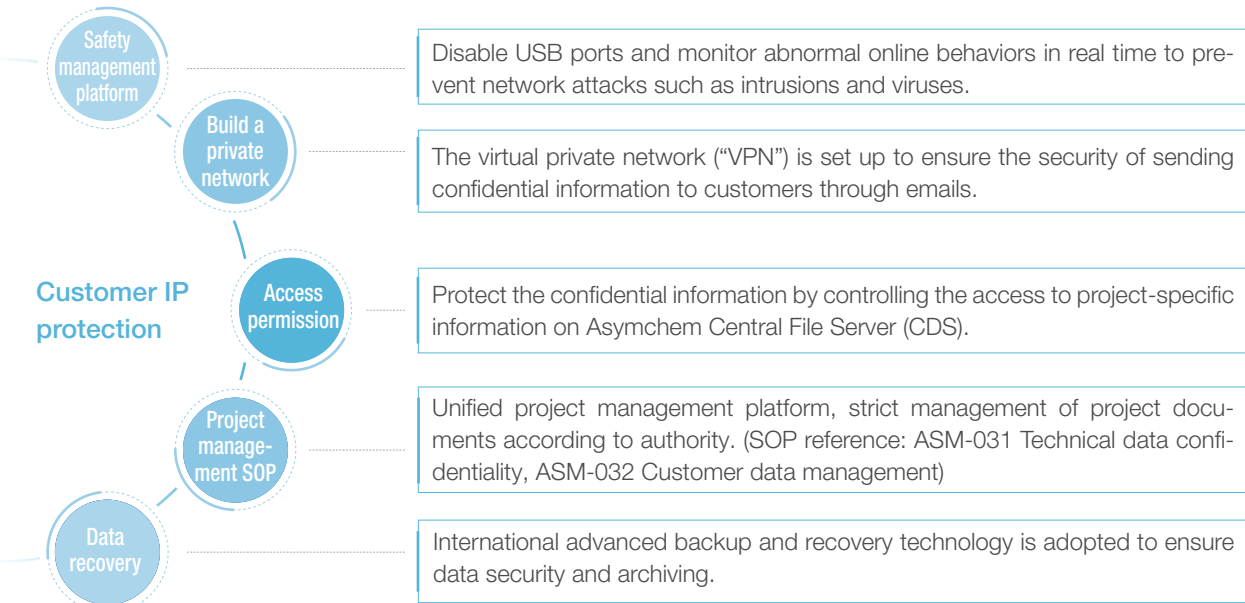 Safety
management
platform
Disable USB ports and monitor abnormal online behaviors in real time to pre-
vent network attacks such as intrusions and viruses.
Build a
private
network
The virtual private network (“VPN”) is set up to ensure the security of sending
confidential information to customers through emails.
Customer IP
protection
Access
permission
Protect the confidential information by controlling the access to project-specific
information on Asymchem Central File Server (CDS).
Project
manage-
ment SOP
Unified project management platform, strict management of project docu-
ments according to authority. (SOP reference: ASM-031 Technical data confi-
dentiality, ASM-032 Customer data management)
Data
recovery
International advanced backup and recovery technology is adopted to ensure
data security and archiving.